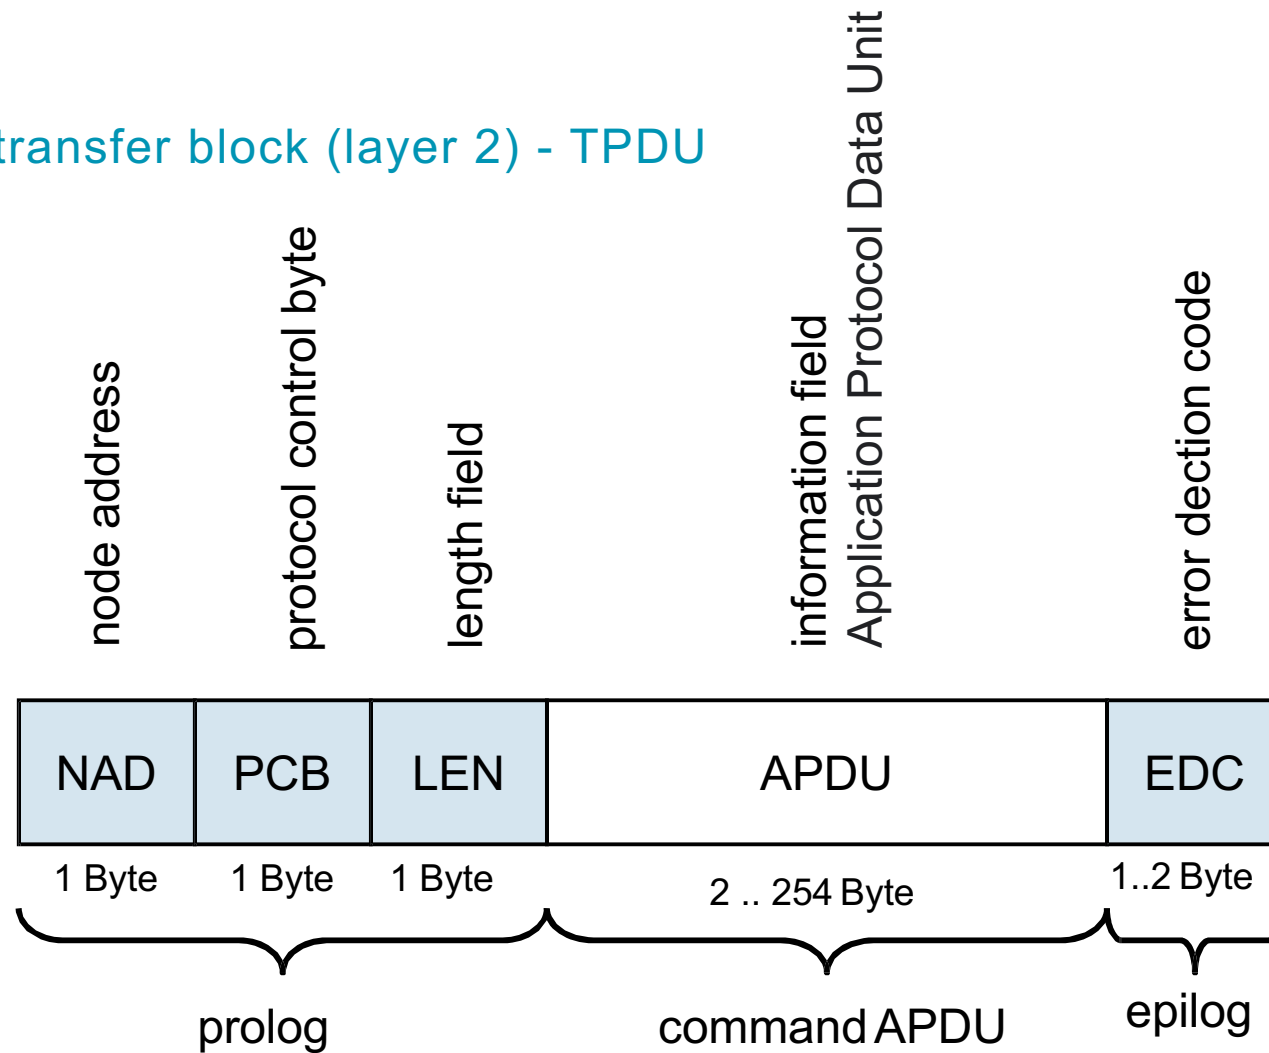 transfer block (layer 2) - TPDU
node address
protocol control byte
length field
information field
Application Protocol Data Unit
error dection code
NAD
PCB
LEN
APDU
EDC
1 Byte
1 Byte
1 Byte
2 .. 254 Byte
1..2 Byte
prolog
command APDU
epilog